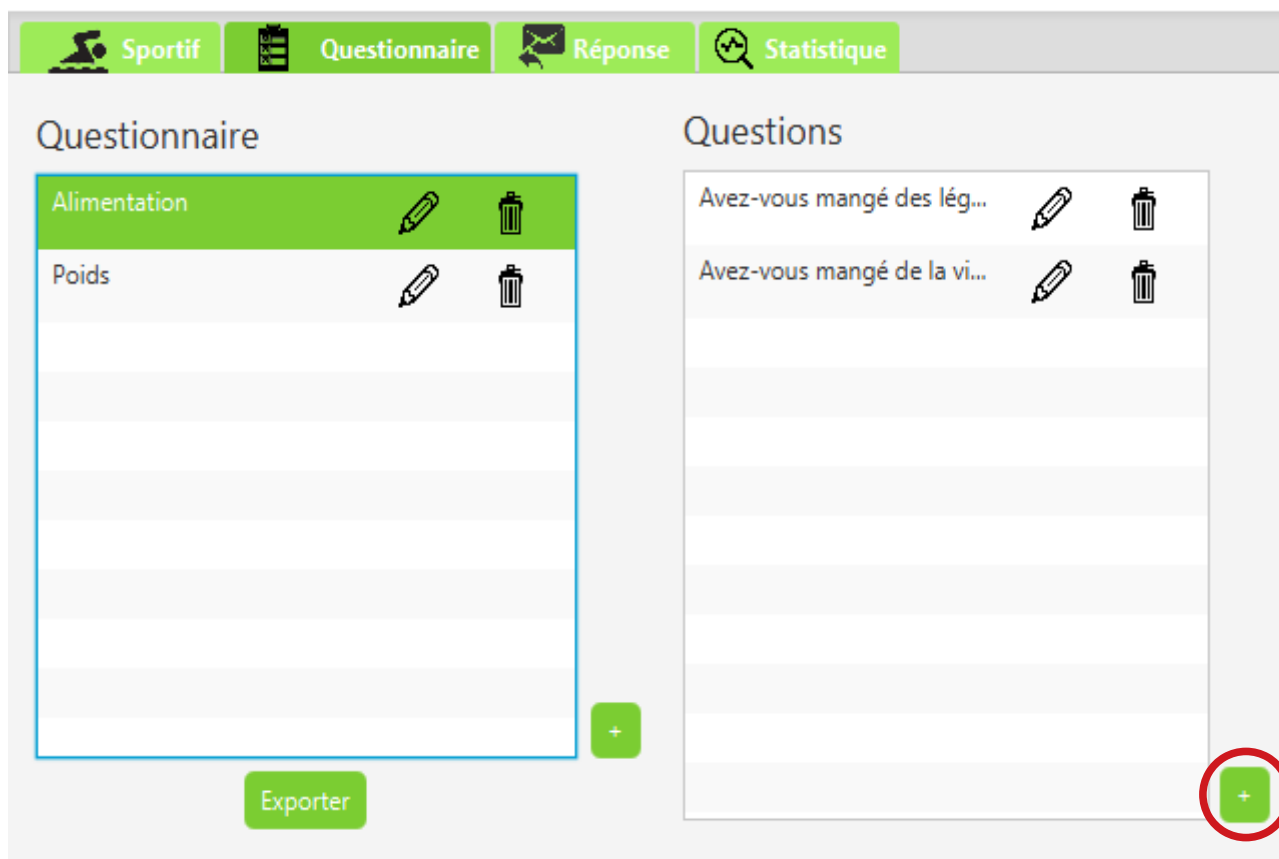 Sportif
Questionnaire
Réponse
Statistique
Questionnaire
Alimentation
Poids
+
Exporter
Questions
Avez-vous mangé des lég...
Avez-vous mangé de la vi...
+